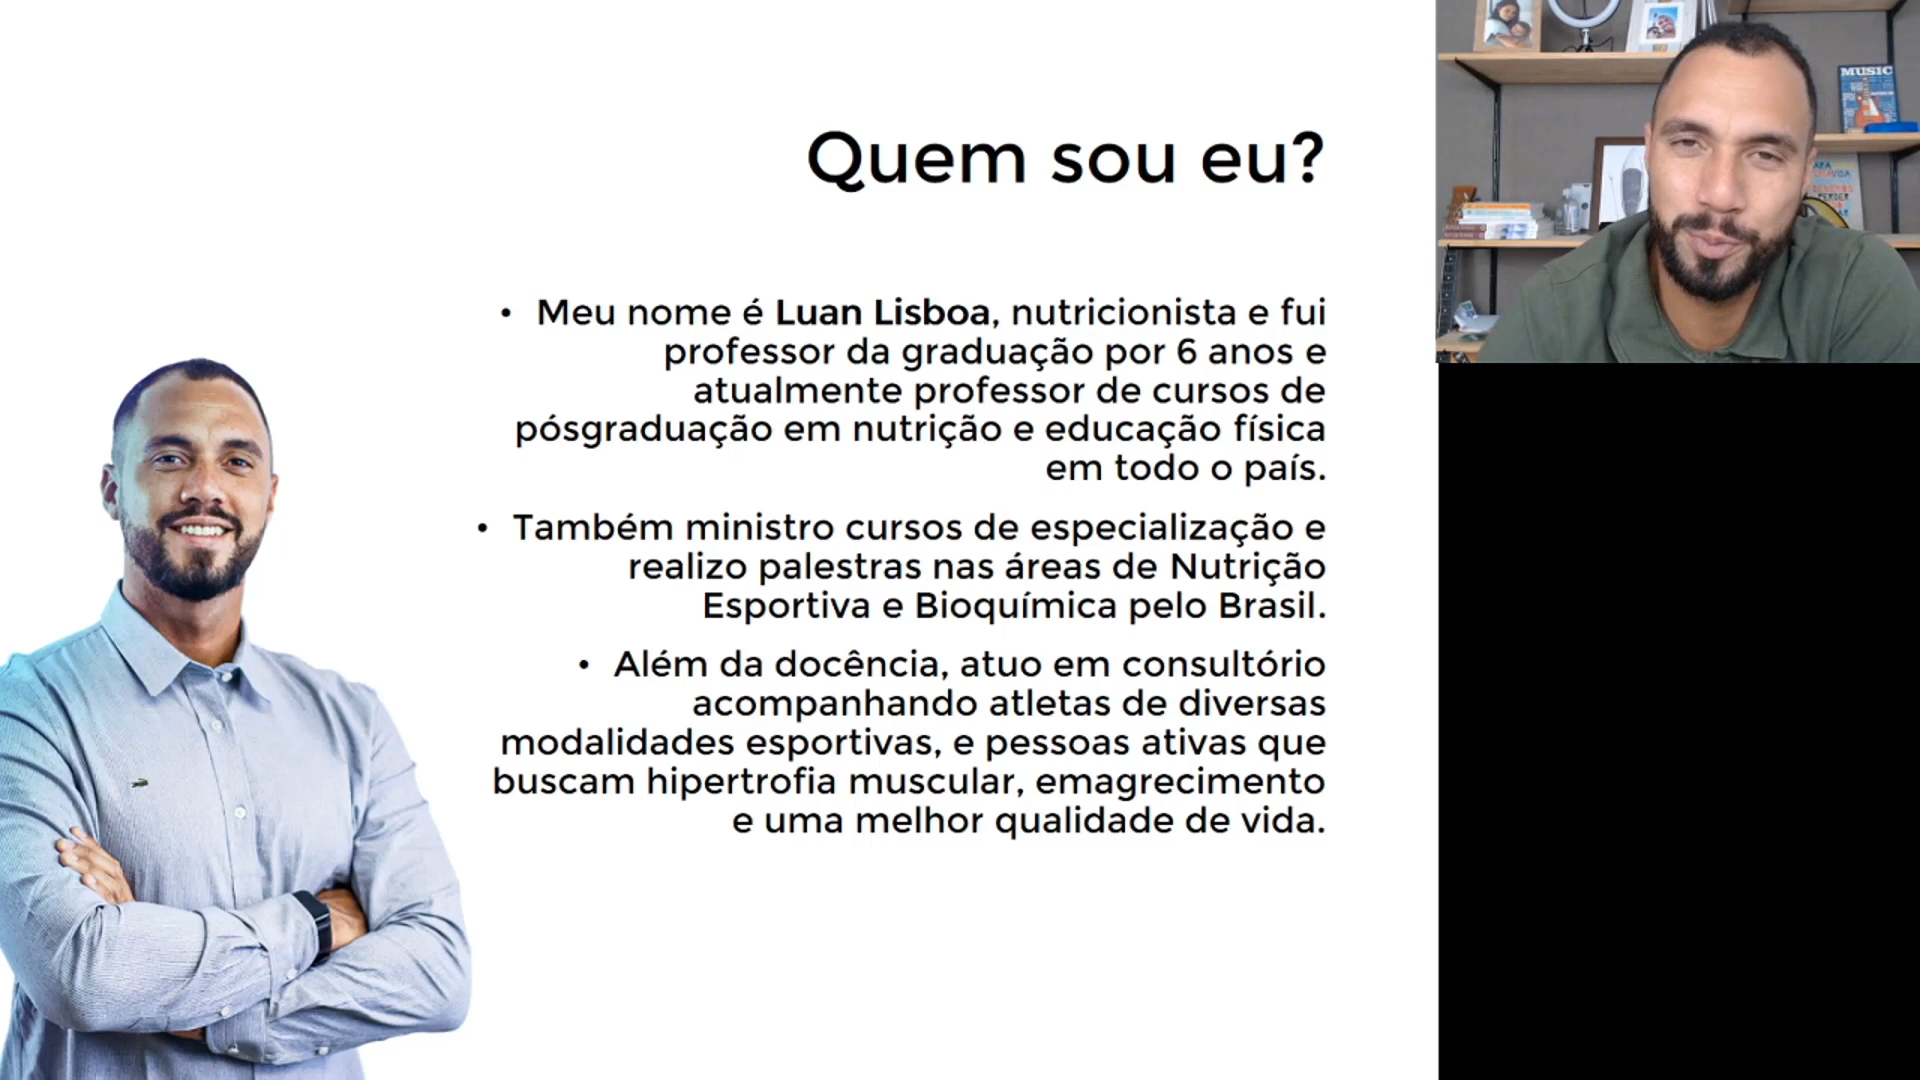 Quem sou eu?
• Meu nome é Luan Lisboa, nutricionista e fui
professor da graduação por 6 anos e
atualmente professor de cursos de
pósgraduação em nutrição e educação física
em todo o país.
• Também ministro cursos de especialização e
realizo palestras nas áreas de Nutrição
Esportiva e Bioquímica pelo Brasil.
• Além da docência, atuo em consultório
acompanhando atletas de diversas
modalidades esportivas, e pessoas ativas que
buscam hipertrofia muscular, emagrecimento
e uma melhor qualidade de vida.
MUSIC